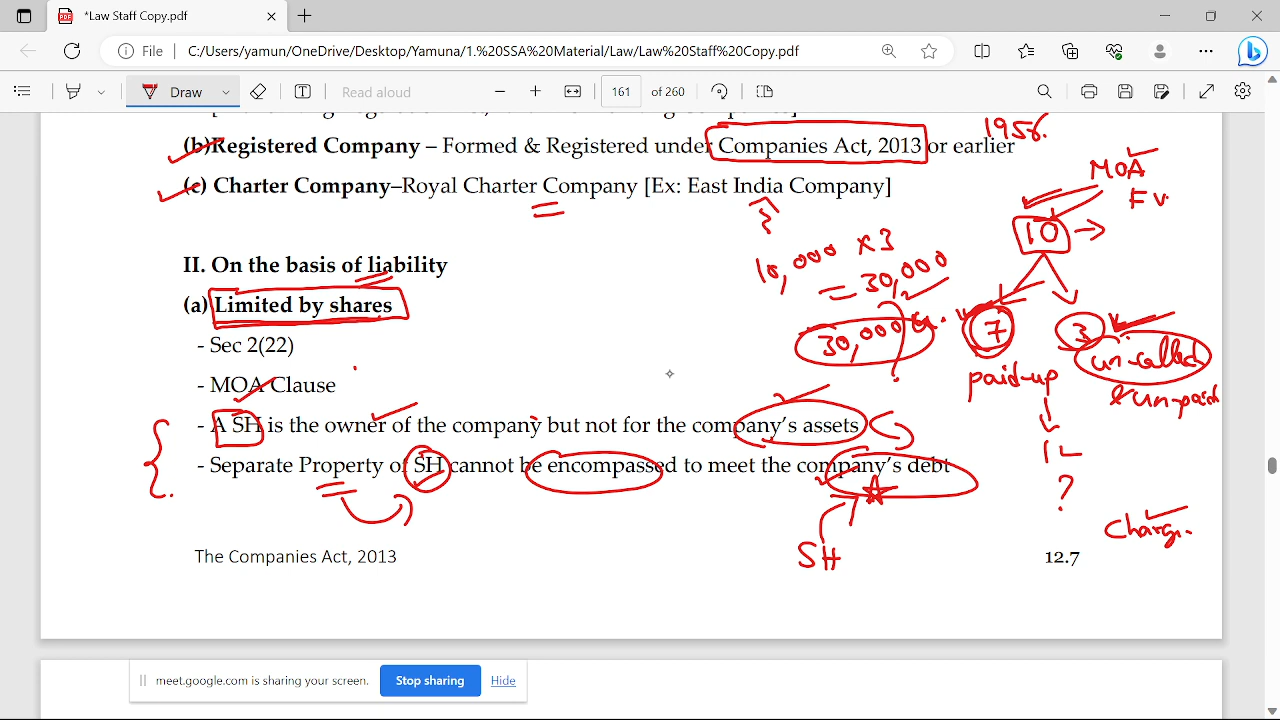 *Law Staff Copy.pdf
File C:/Users/yamun/OneDrive/Desktop/Yamuna/1.%20SSA%20Material/Law/Law%20Staff%20Copy.pdf
Draw Read aloud 161 of 260
1956.
(b)Registered Company – Formed & Registered under Companies Act, 2013 or earlier
MOA
(c) Charter Company–Royal Charter Company [Ex: East India Company]
FV
10
10,000 x 3
= 30,000
II. On the basis of liability
(a) Limited by shares
30,000
7
3
- Sec 2(22)
un-called
paid-up
& un-paid
- MOA Clause
- A SH is the owner of the company but not for the company's assets
1L
- Separate Property of SH cannot be encompassed to meet the company's debt
?
Charge
SH
The Companies Act, 2013 12.7
meet.google.com is sharing your screen. Stop sharing Hide